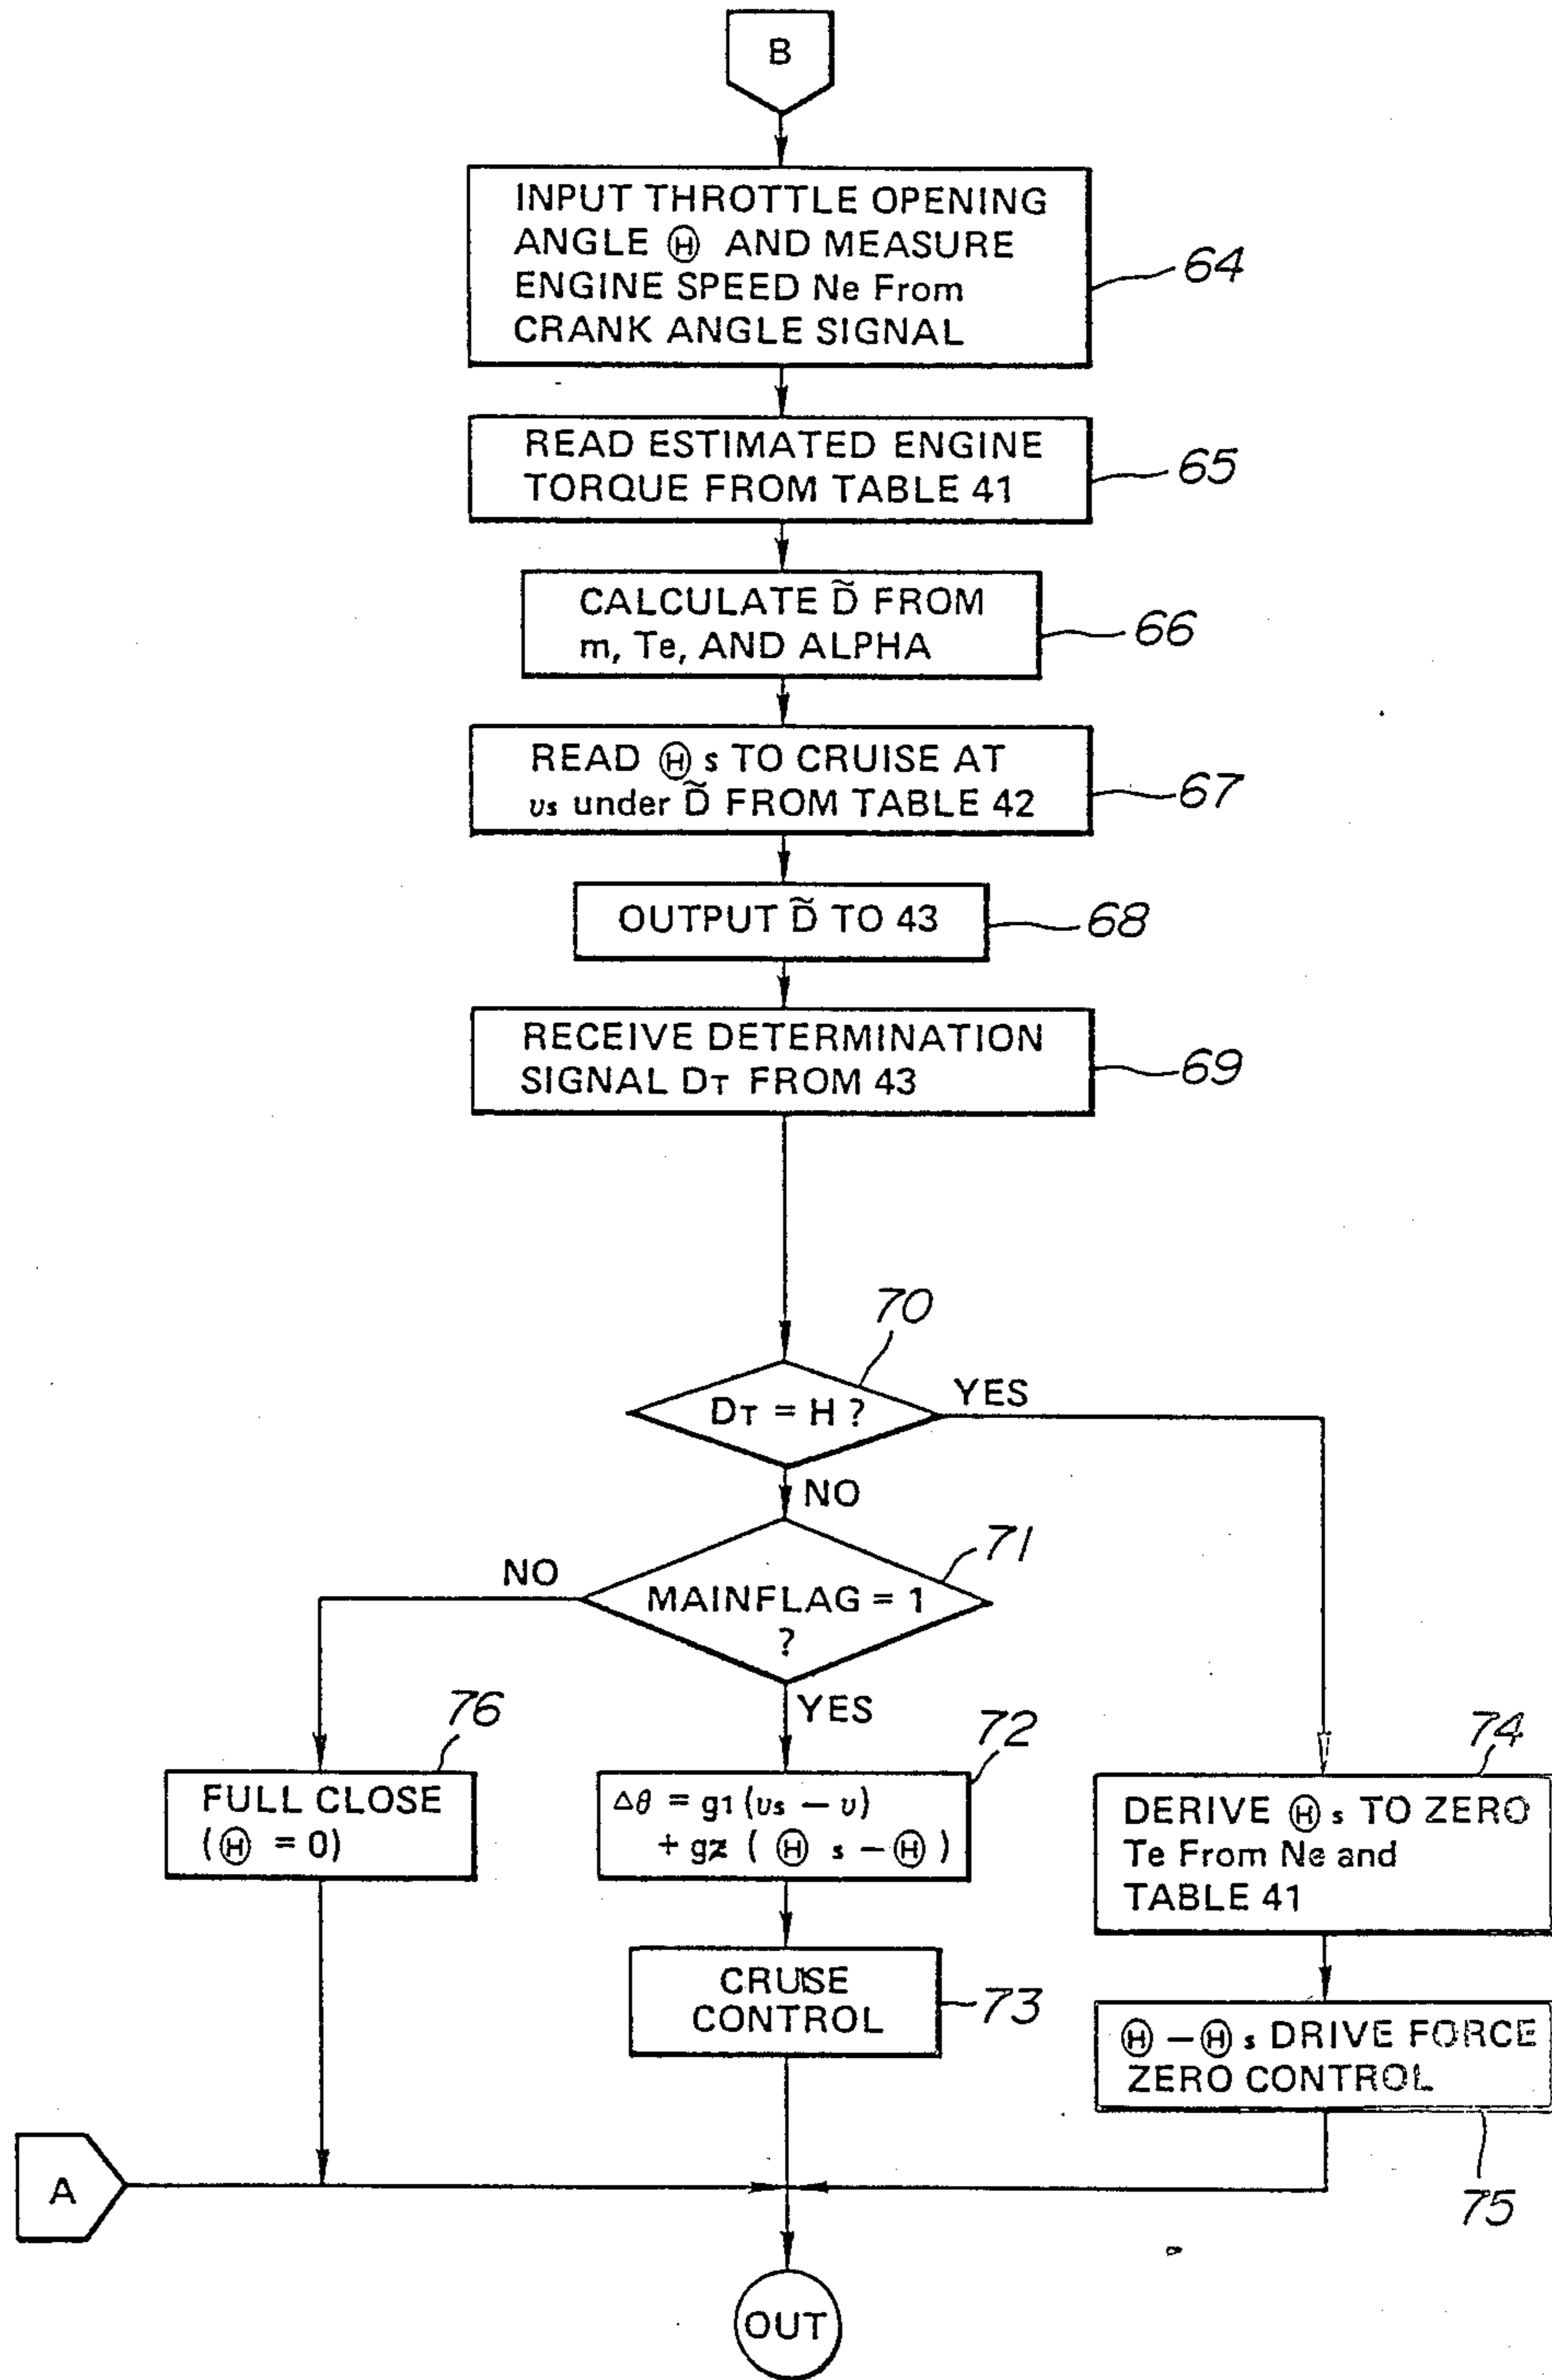 B
INPUT THROTTLE OPENING
ANGLE Ⓗ AND MEASURE
ENGINE SPEED Ne From
CRANK ANGLE SIGNAL
64
READ ESTIMATED ENGINE
TORQUE FROM TABLE 41
65
CALCULATE D̃ FROM
m, Te, AND ALPHA
66
READ Ⓗ s TO CRUISE AT
vs under D̃ FROM TABLE 42
67
OUTPUT D̃ TO 43
68
RECEIVE DETERMINATION
SIGNAL DT FROM 43
69
70
DT = H ?
YES
NO
71
MAINFLAG = 1
?
NO
YES
76
FULL CLOSE
(Ⓗ = 0)
72
Δθ = g1 (vs − v)
+ gz ( Ⓗ s − Ⓗ )
74
DERIVE Ⓗ s TO ZERO
Te From Ne and
TABLE 41
CRUSE
CONTROL
73
Ⓗ − Ⓗ s DRIVE FORCE
ZERO CONTROL
75
A
OUT